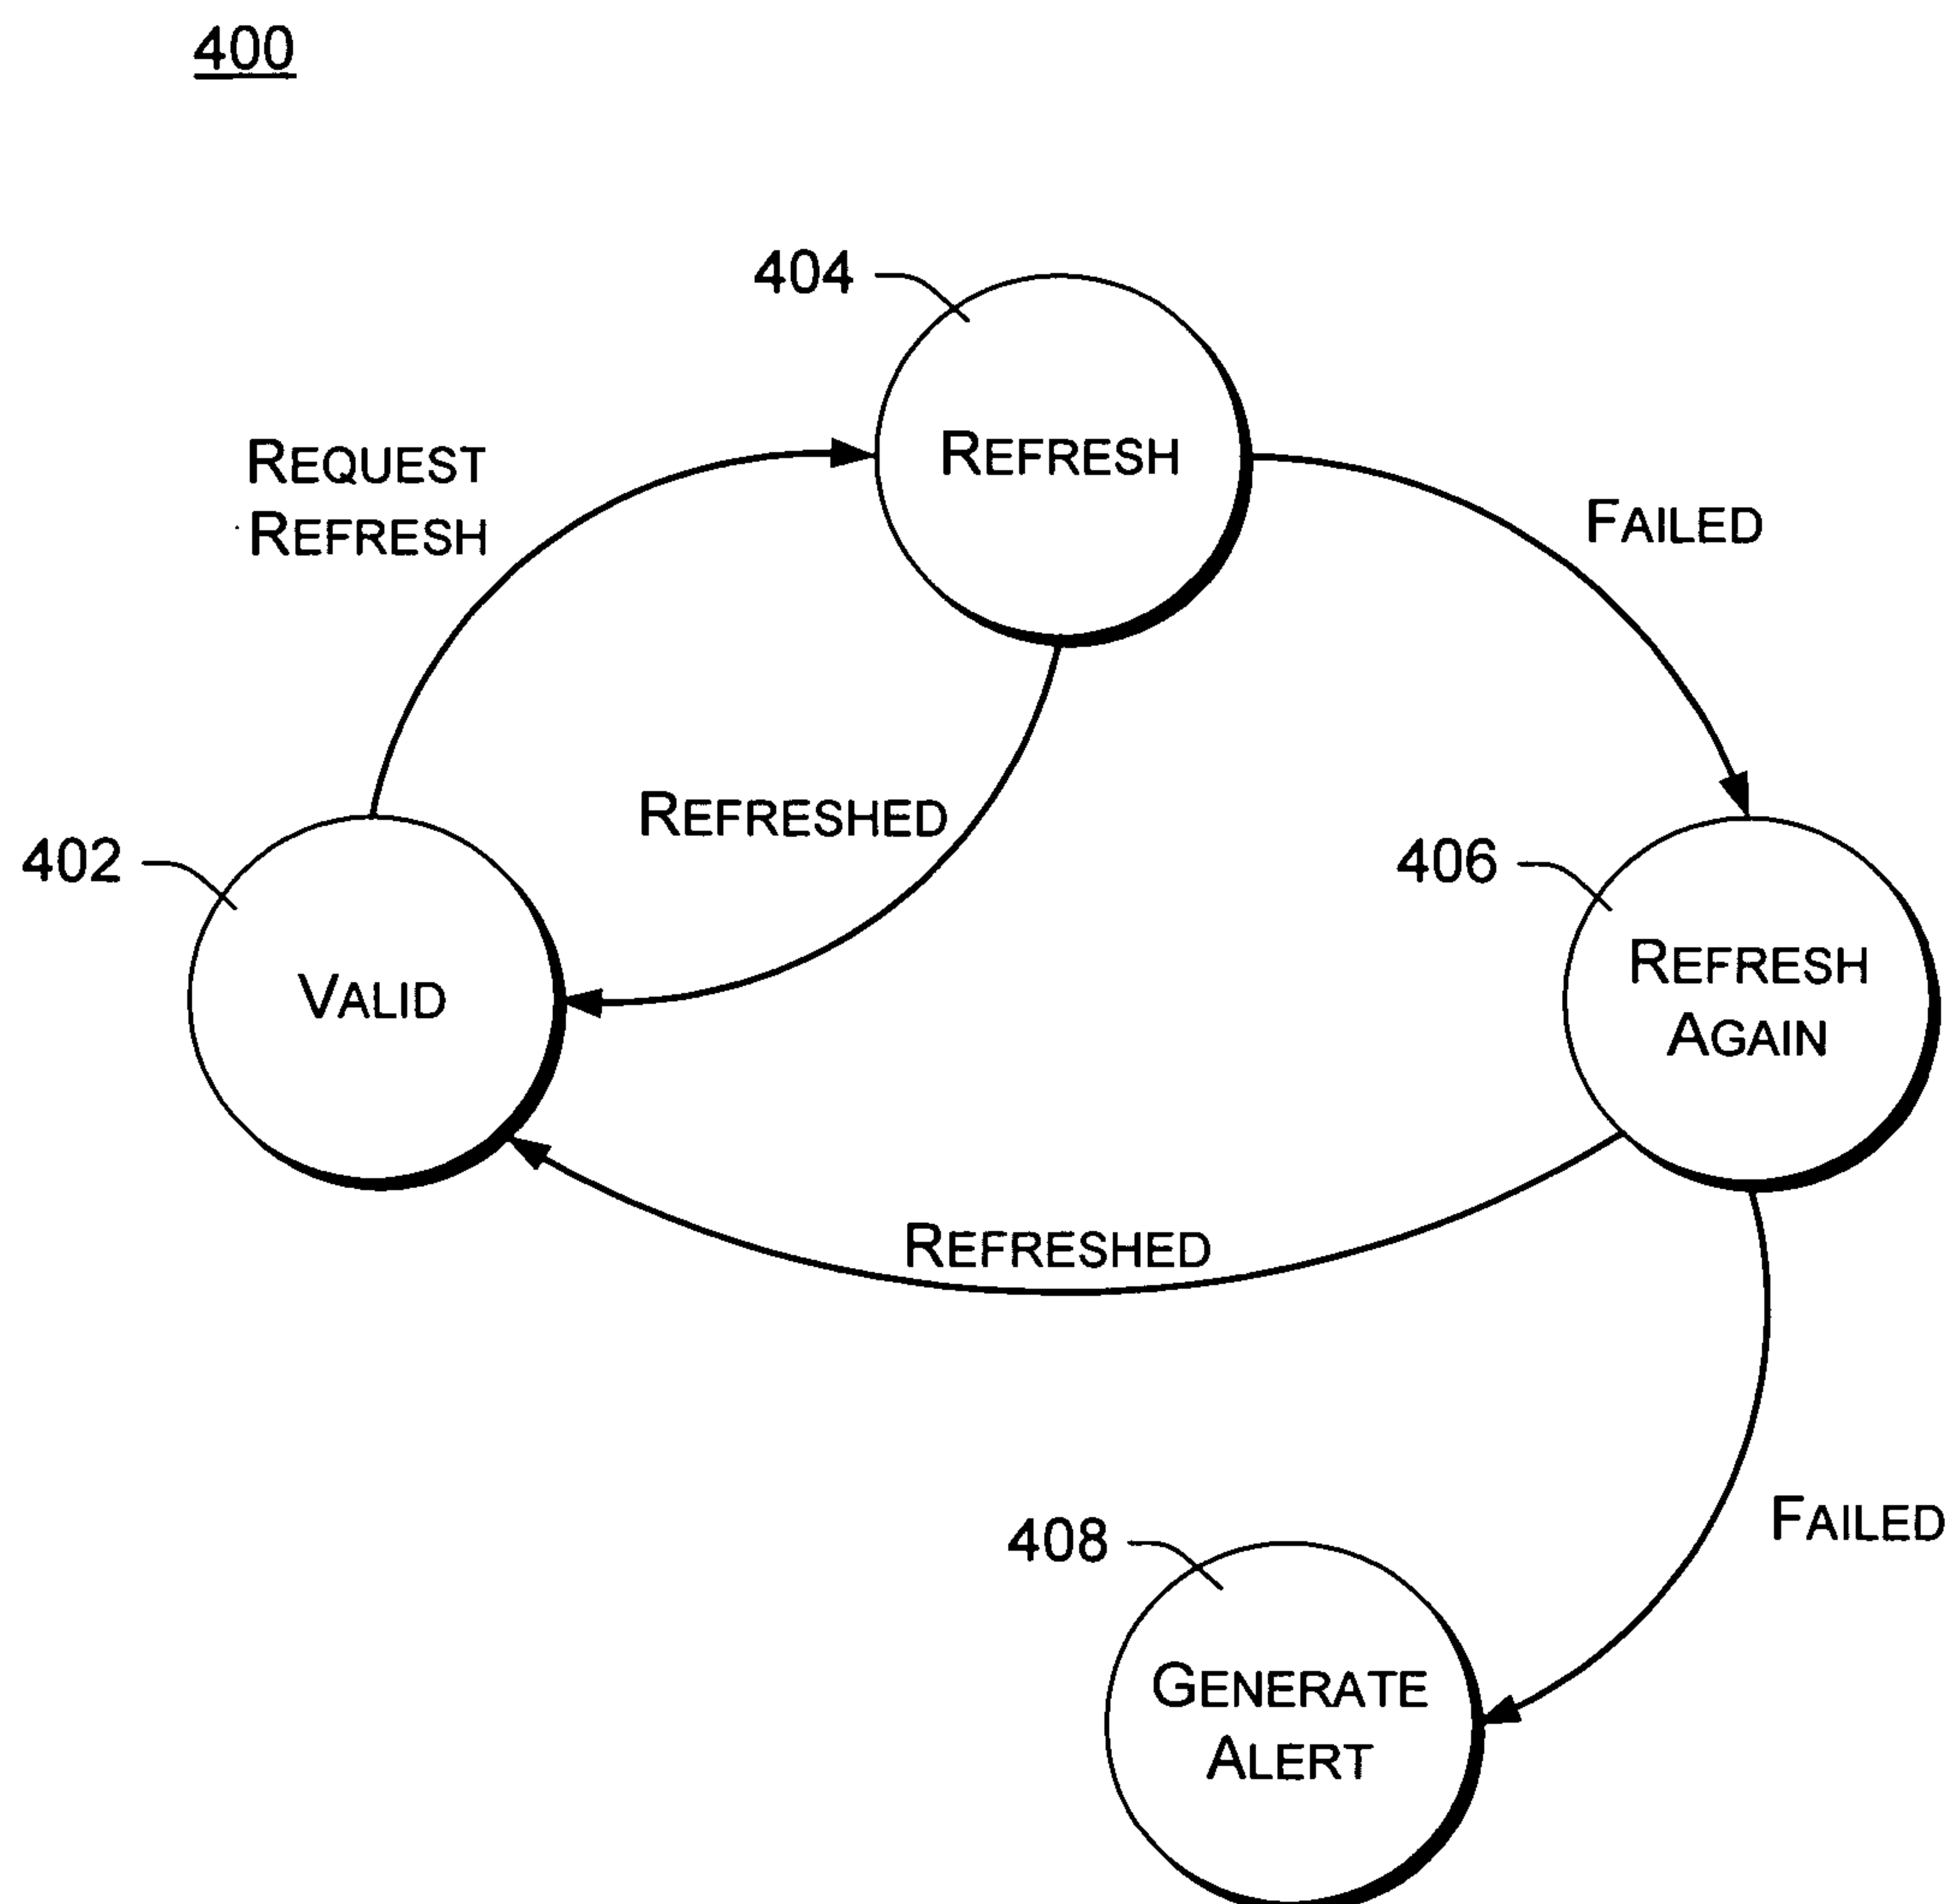 400
404
REFRESH
REQUEST
REFRESH
FAILED
REFRESHED
402
VALID
406
REFRESH
AGAIN
REFRESHED
FAILED
408
GENERATE
ALERT